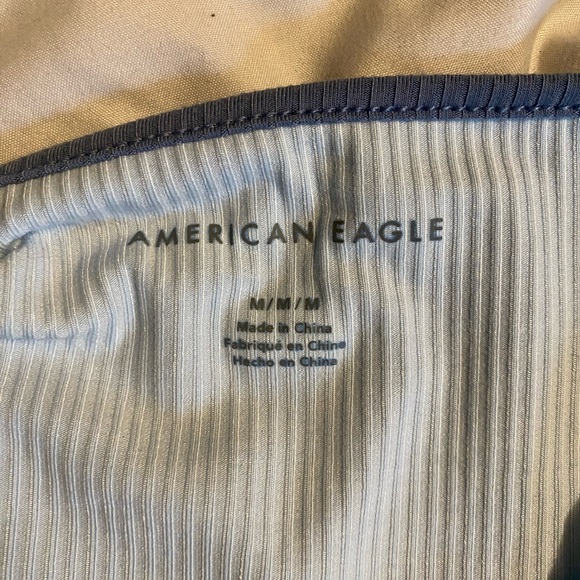 AMERICAN EAGLE
M/M/M
Made in China
Fabriqué en Chine
Hecho en China